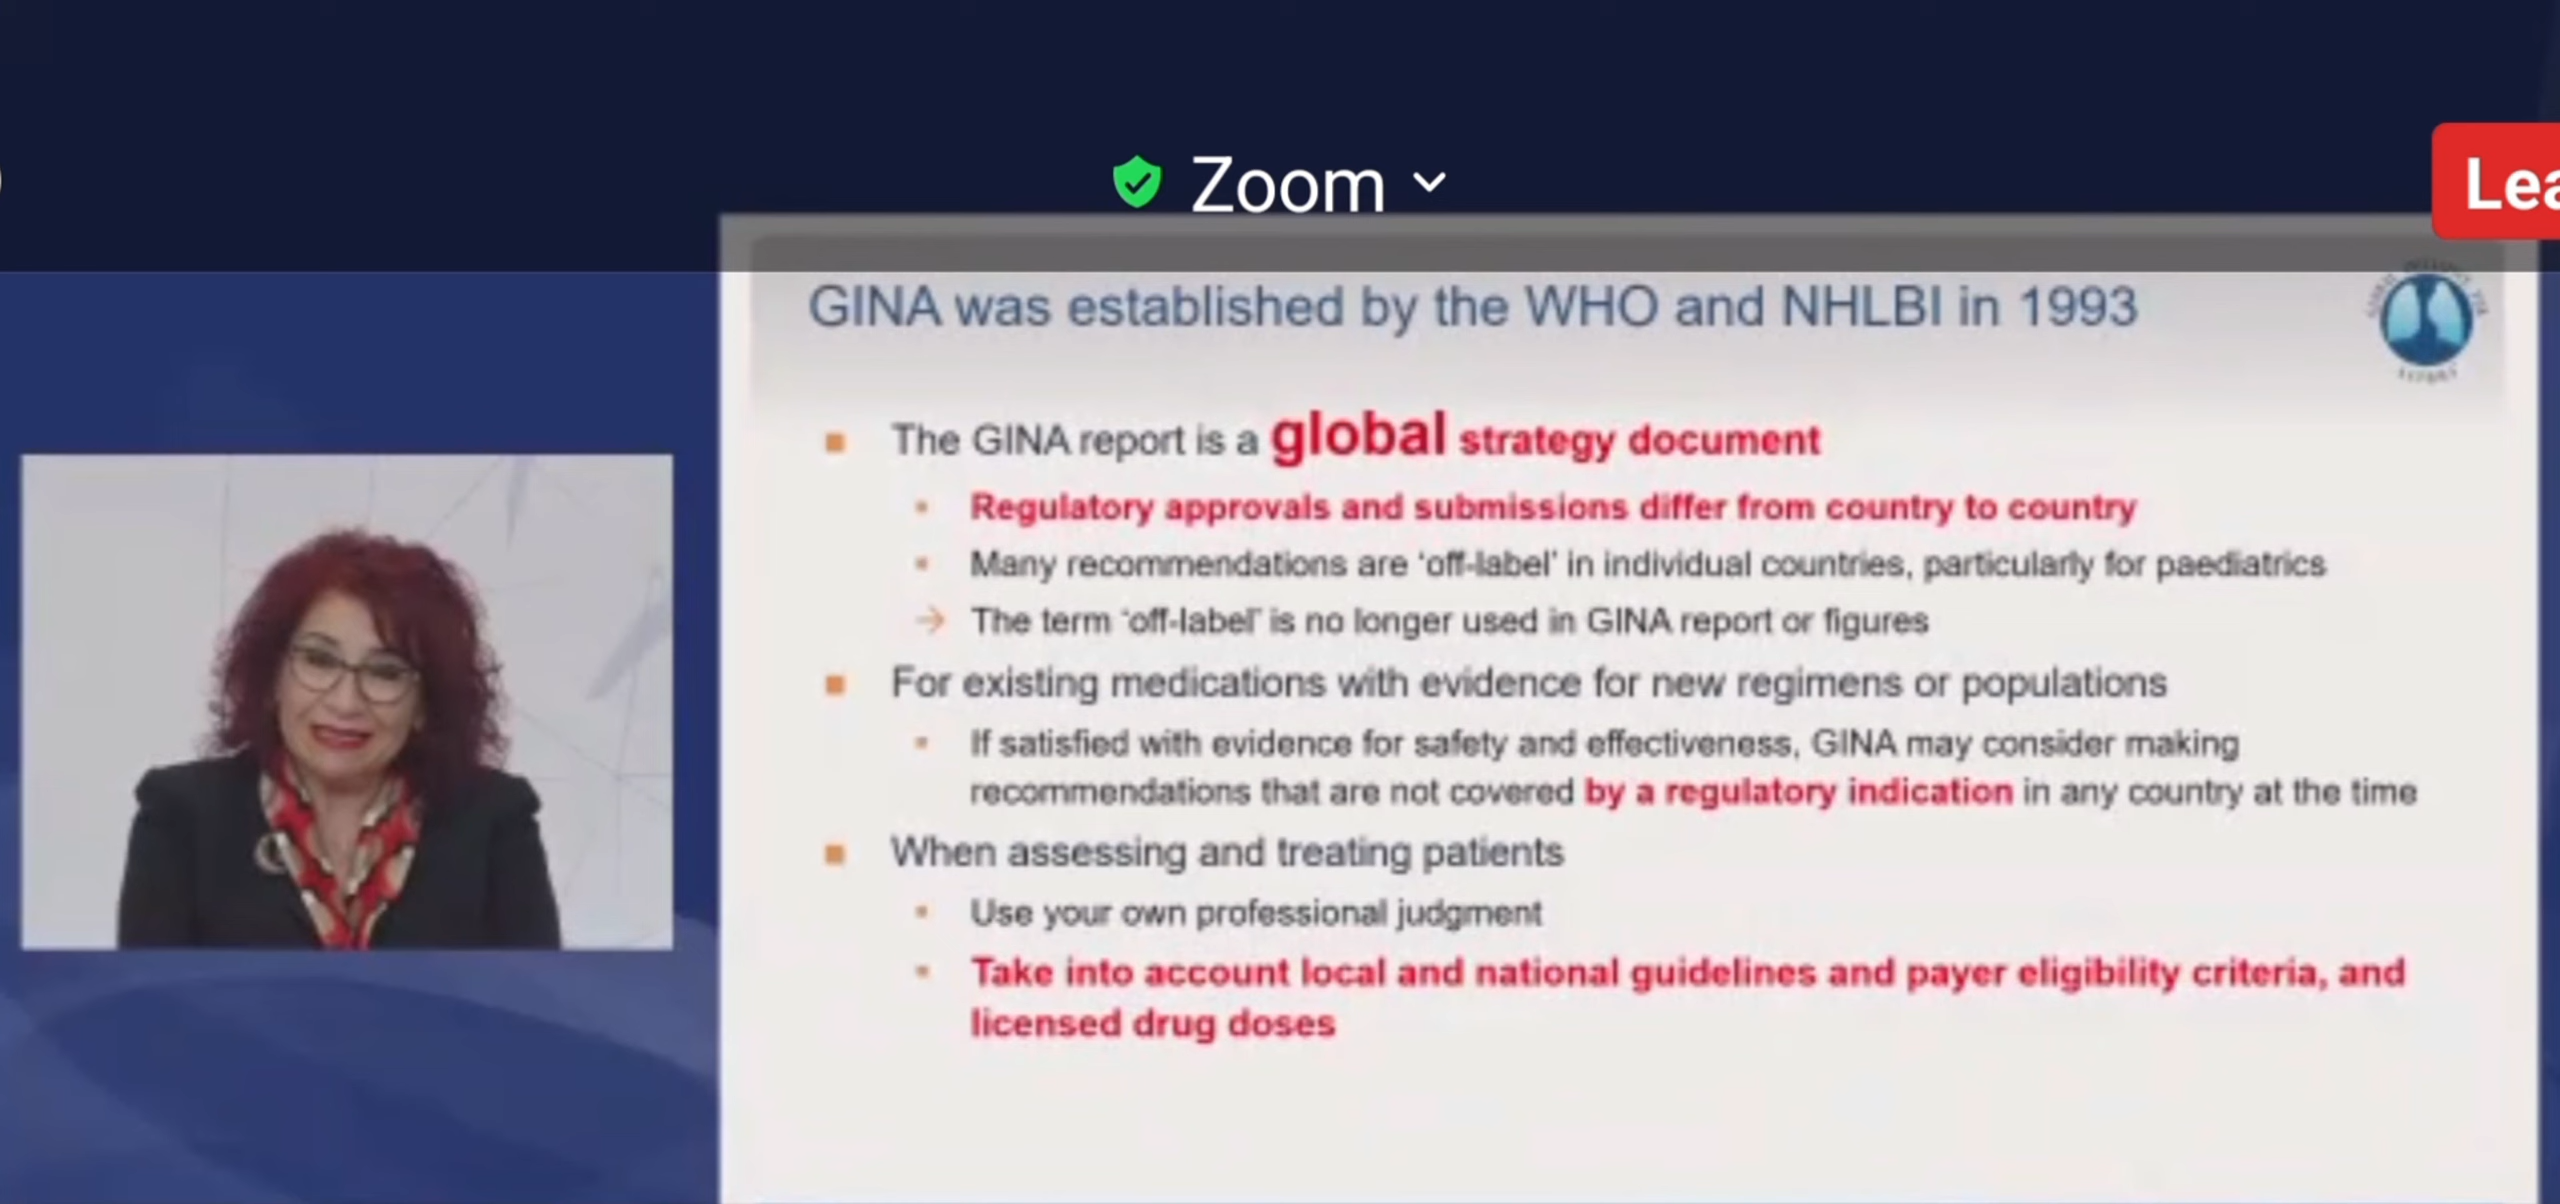 Zoom
Lea
GINA was established by the WHO and NHLBI in 1993
The GINA report is a global strategy document
Regulatory approvals and submissions differ from country to country
Many recommendations are ‘off-label’ in individual countries, particularly for paediatrics
→ The term ‘off-label’ is no longer used in GINA report or figures
For existing medications with evidence for new regimens or populations
If satisfied with evidence for safety and effectiveness, GINA may consider making
recommendations that are not covered by a regulatory indication in any country at the time
When assessing and treating patients
Use your own professional judgment
Take into account local and national guidelines and payer eligibility criteria, and
licensed drug doses